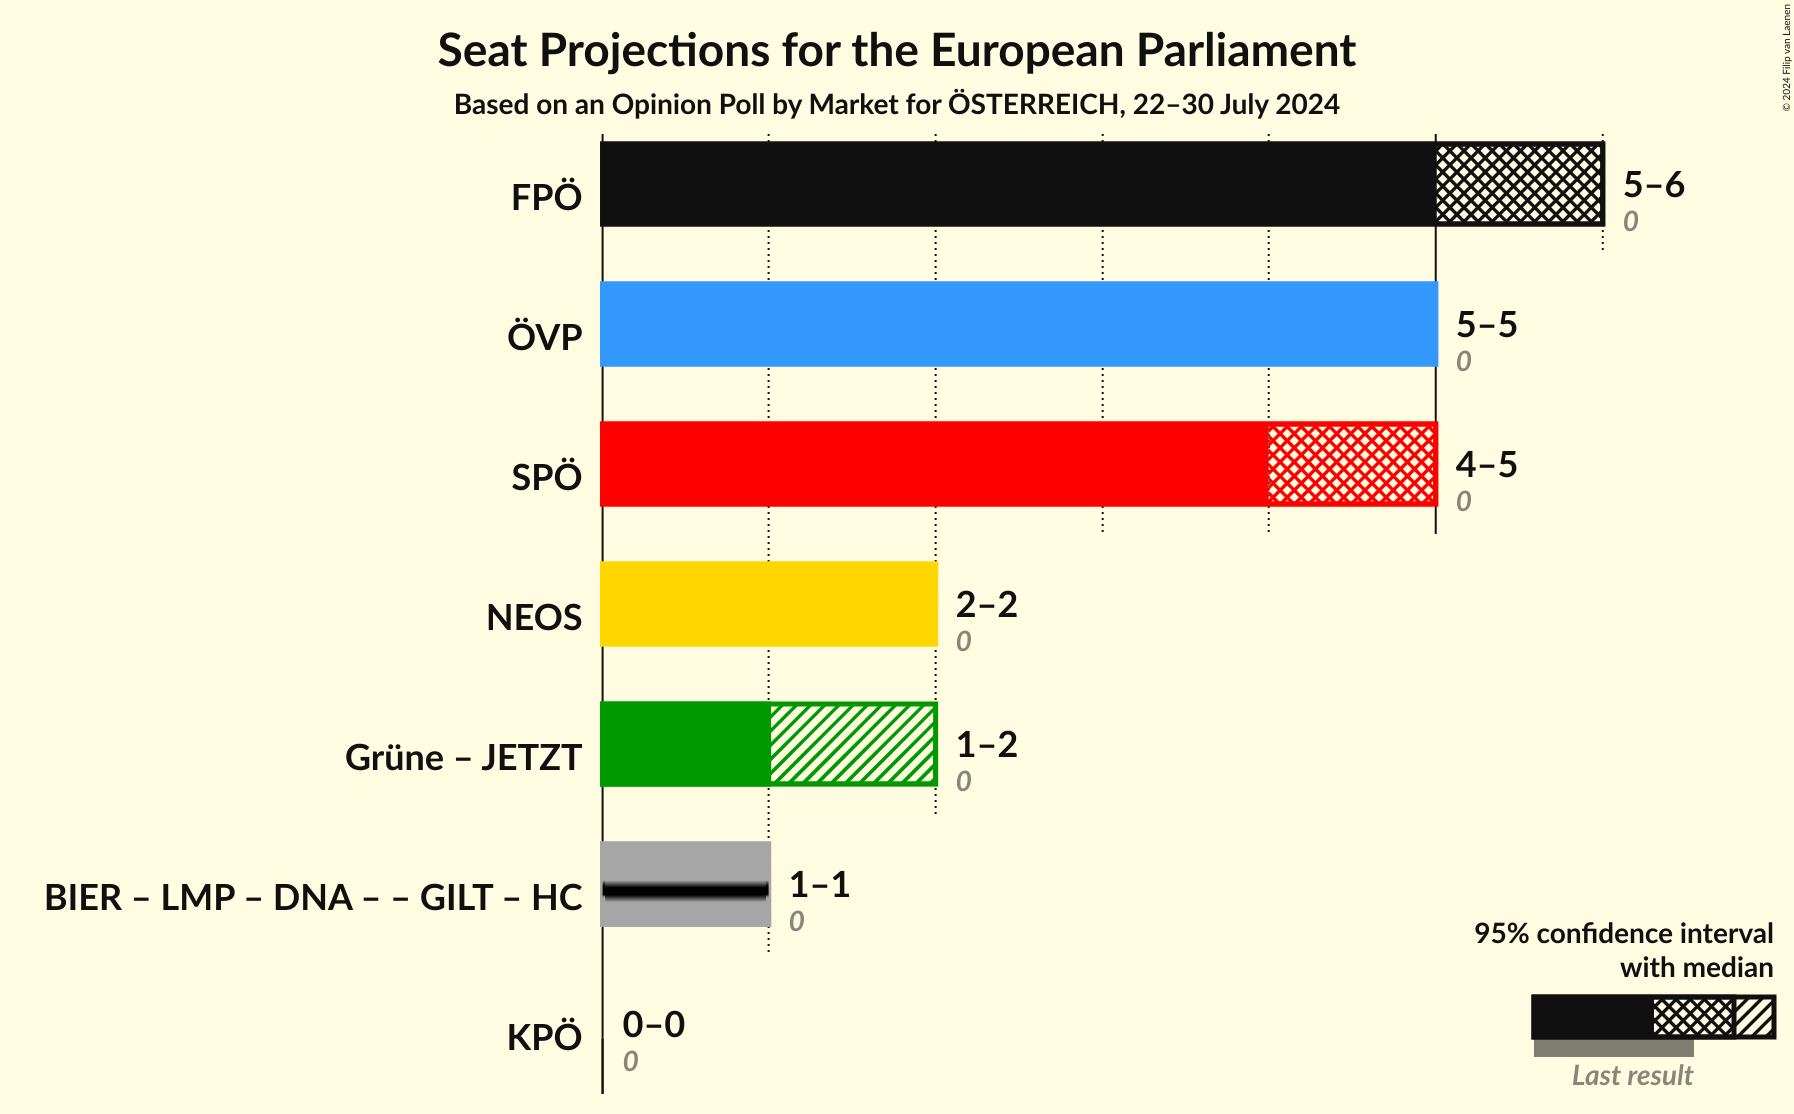 Seat Projections for the European Parliament
Based on an Opinion Poll by Market for ÖSTERREICH, 22–30 July 2024
© 2024 Filip van Laenen
FPÖ
5–6
0
ÖVP
5–5
0
SPÖ
4–5
0
NEOS
2–2
0
Grüne – JETZT
1–2
0
BIER – LMP – DNA – – GILT – HC
1–1
0
KPÖ
0–0
0
95% confidence interval
with median
Last result